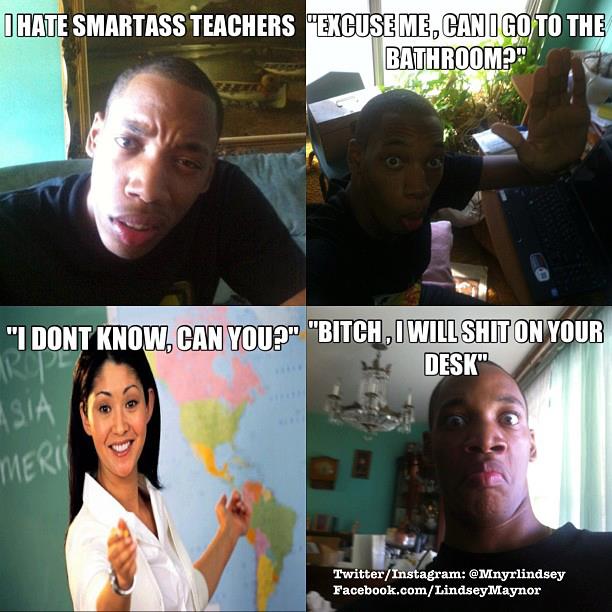 I HATE SMARTASS TEACHERS
"EXCUSE ME , CAN I GO TO THE
BATHROOM?"
"I DONT KNOW, CAN YOU?"
"BITCH , I WILL SHIT ON YOUR
DESK"
ASIA
Twitter/Instagram: @Mnyrlindsey
Facebook.com/LindseyMaynor